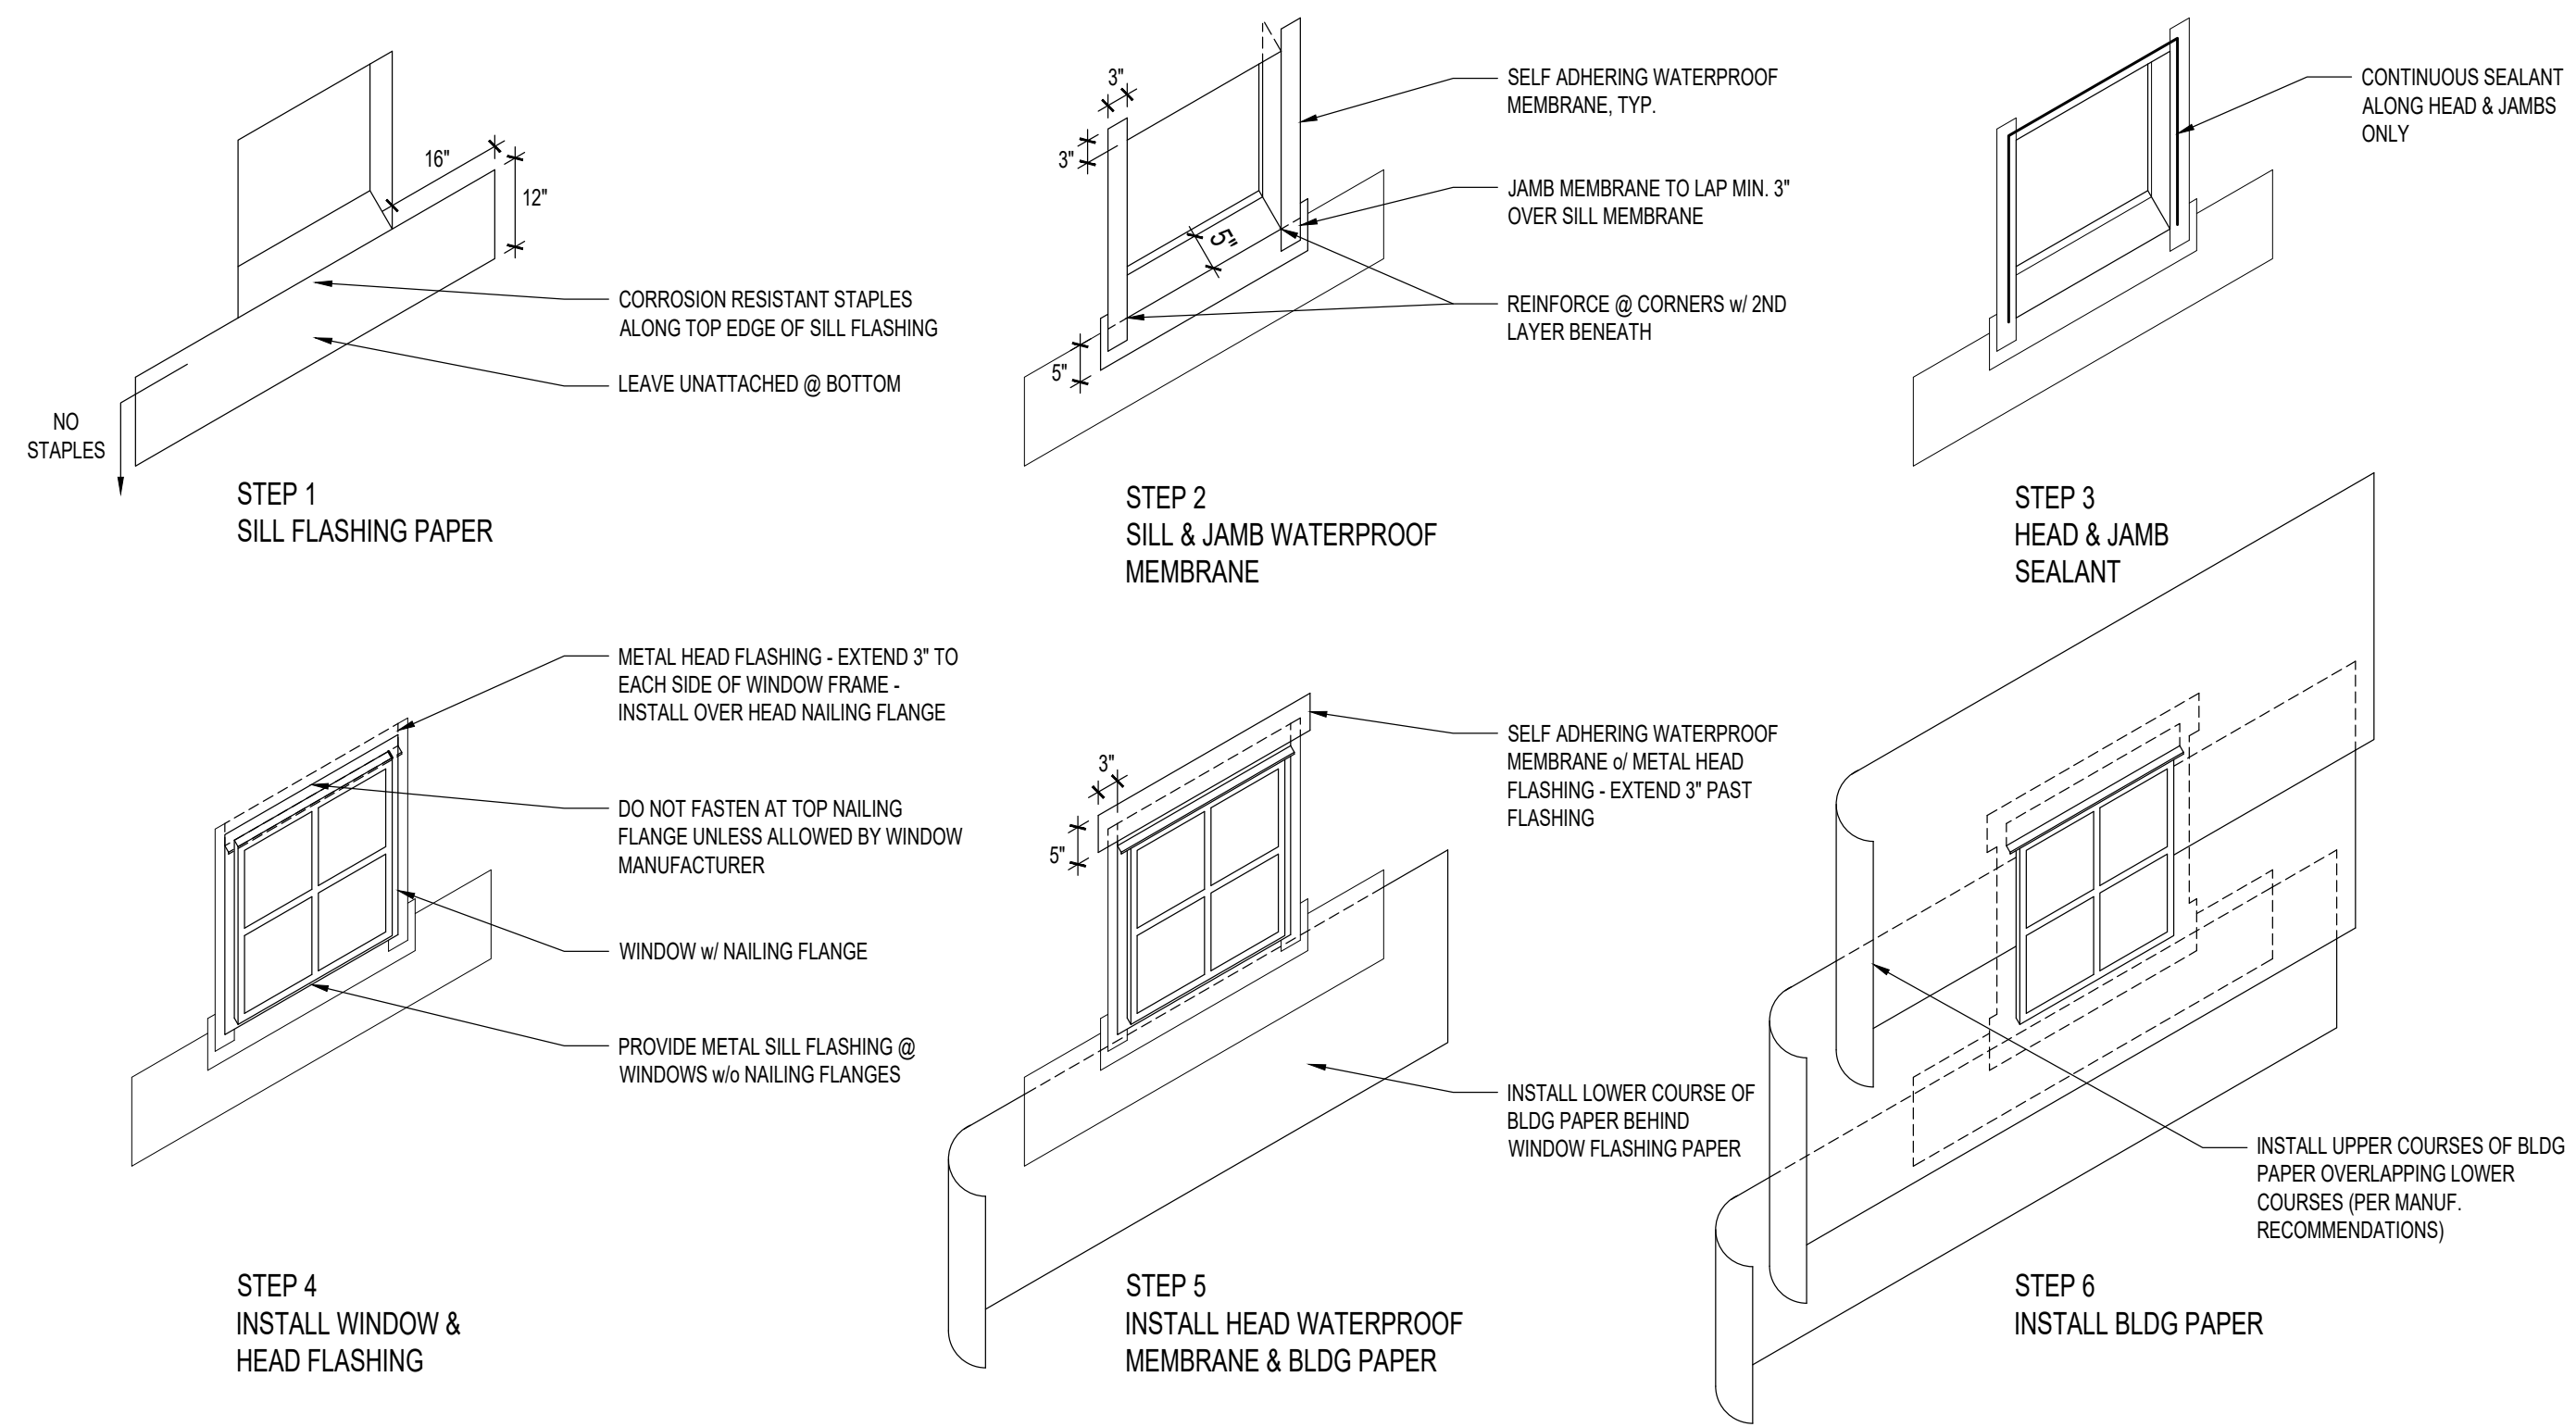 16"
12"
CORROSION RESISTANT STAPLES
ALONG TOP EDGE OF SILL FLASHING
LEAVE UNATTACHED @ BOTTOM
NO
STAPLES
STEP 1
SILL FLASHING PAPER
3"
3"
5"
5"
SELF ADHERING WATERPROOF
MEMBRANE, TYP.
JAMB MEMBRANE TO LAP MIN. 3"
OVER SILL MEMBRANE
REINFORCE @ CORNERS w/ 2ND
LAYER BENEATH
STEP 2
SILL & JAMB WATERPROOF
MEMBRANE
CONTINUOUS SEALANT
ALONG HEAD & JAMBS
ONLY
STEP 3
HEAD & JAMB
SEALANT
METAL HEAD FLASHING - EXTEND 3" TO
EACH SIDE OF WINDOW FRAME -
INSTALL OVER HEAD NAILING FLANGE
DO NOT FASTEN AT TOP NAILING
FLANGE UNLESS ALLOWED BY WINDOW
MANUFACTURER
WINDOW w/ NAILING FLANGE
PROVIDE METAL SILL FLASHING @
WINDOWS w/o NAILING FLANGES
STEP 4
INSTALL WINDOW &
HEAD FLASHING
3"
5"
SELF ADHERING WATERPROOF
MEMBRANE o/ METAL HEAD
FLASHING - EXTEND 3" PAST
FLASHING
INSTALL LOWER COURSE OF
BLDG PAPER BEHIND
WINDOW FLASHING PAPER
STEP 5
INSTALL HEAD WATERPROOF
MEMBRANE & BLDG PAPER
INSTALL UPPER COURSES OF BLDG
PAPER OVERLAPPING LOWER
COURSES (PER MANUF.
RECOMMENDATIONS)
STEP 6
INSTALL BLDG PAPER